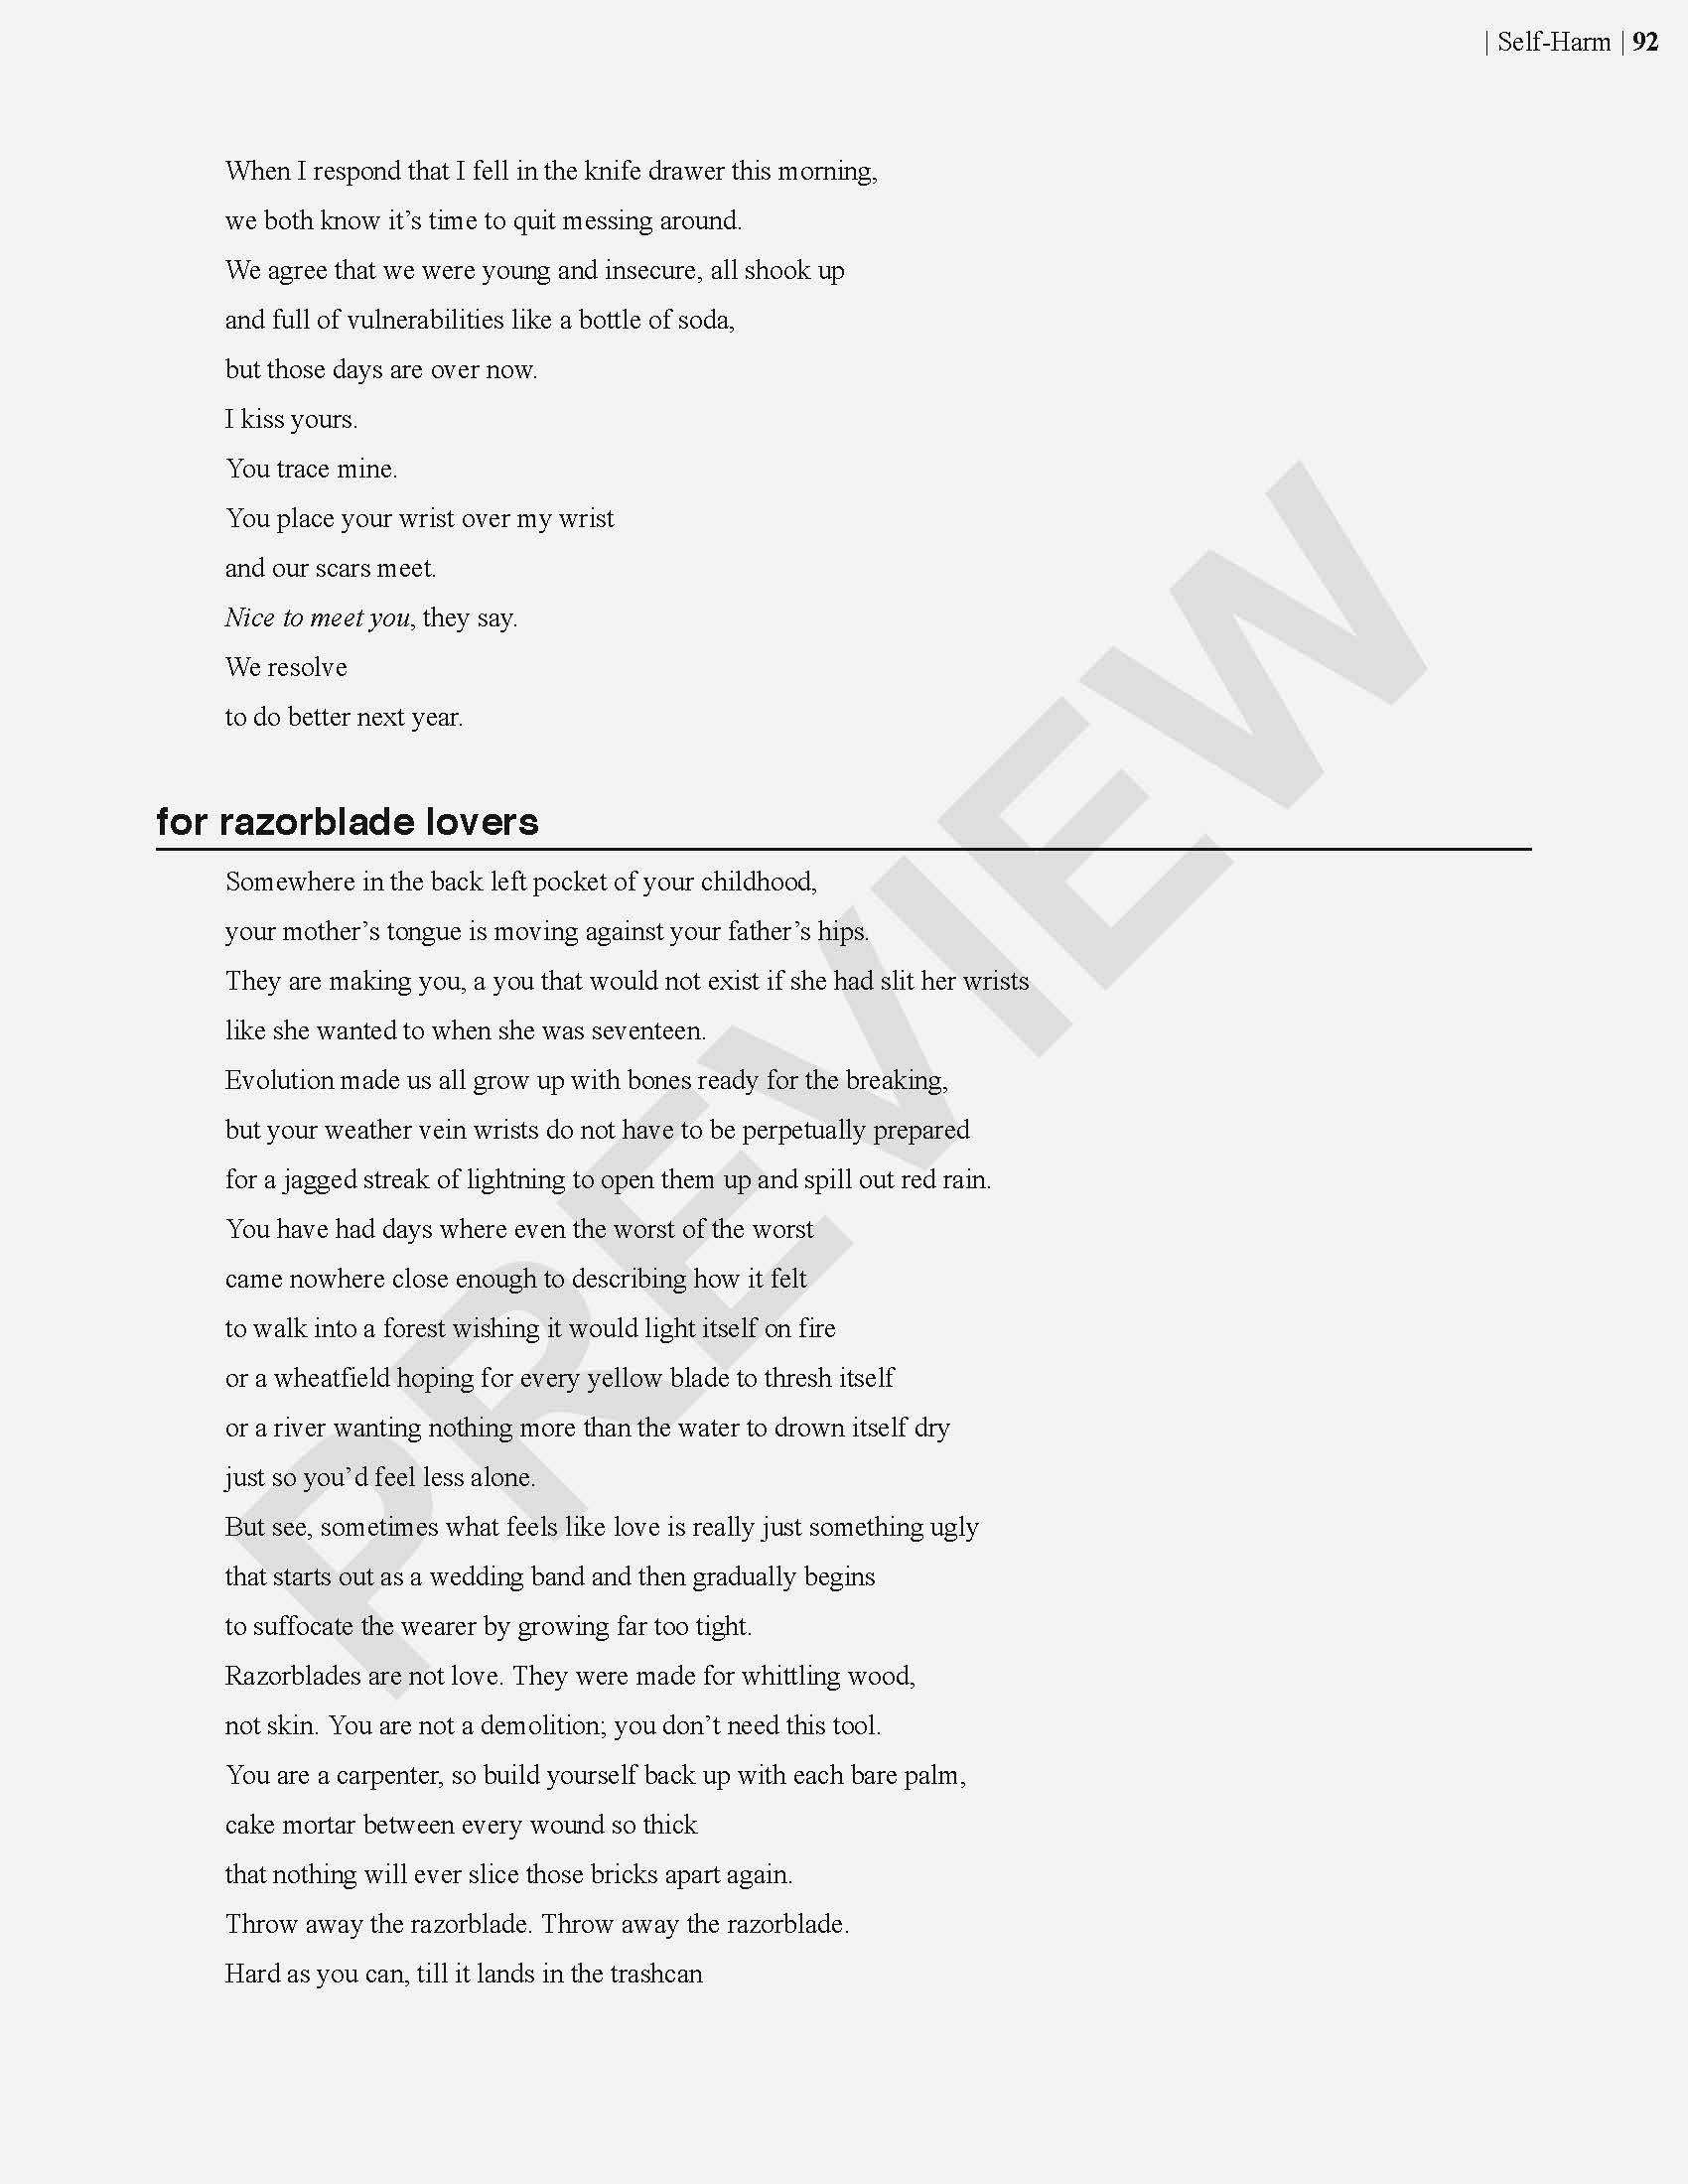 | Self-Harm | 92
When I respond that I fell in the knife drawer this morning,
we both know it’s time to quit messing around.
We agree that we were young and insecure, all shook up
and full of vulnerabilities like a bottle of soda,
but those days are over now.
I kiss yours.
You trace mine.
You place your wrist over my wrist
and our scars meet.
Nice to meet you, they say.
We resolve
to do better next year.
for razorblade lovers
Somewhere in the back left pocket of your childhood,
your mother’s tongue is moving against your father’s hips.
They are making you, a you that would not exist if she had slit her wrists
like she wanted to when she was seventeen.
Evolution made us all grow up with bones ready for the breaking,
but your weather vein wrists do not have to be perpetually prepared
for a jagged streak of lightning to open them up and spill out red rain.
You have had days where even the worst of the worst
came nowhere close enough to describing how it felt
to walk into a forest wishing it would light itself on fire
or a wheatfield hoping for every yellow blade to thresh itself
or a river wanting nothing more than the water to drown itself dry
just so you’d feel less alone.
But see, sometimes what feels like love is really just something ugly
that starts out as a wedding band and then gradually begins
to suffocate the wearer by growing far too tight.
Razorblades are not love. They were made for whittling wood,
not skin. You are not a demolition; you don’t need this tool.
You are a carpenter, so build yourself back up with each bare palm,
cake mortar between every wound so thick
that nothing will ever slice those bricks apart again.
Throw away the razorblade. Throw away the razorblade.
Hard as you can, till it lands in the trashcan
PREVIEW